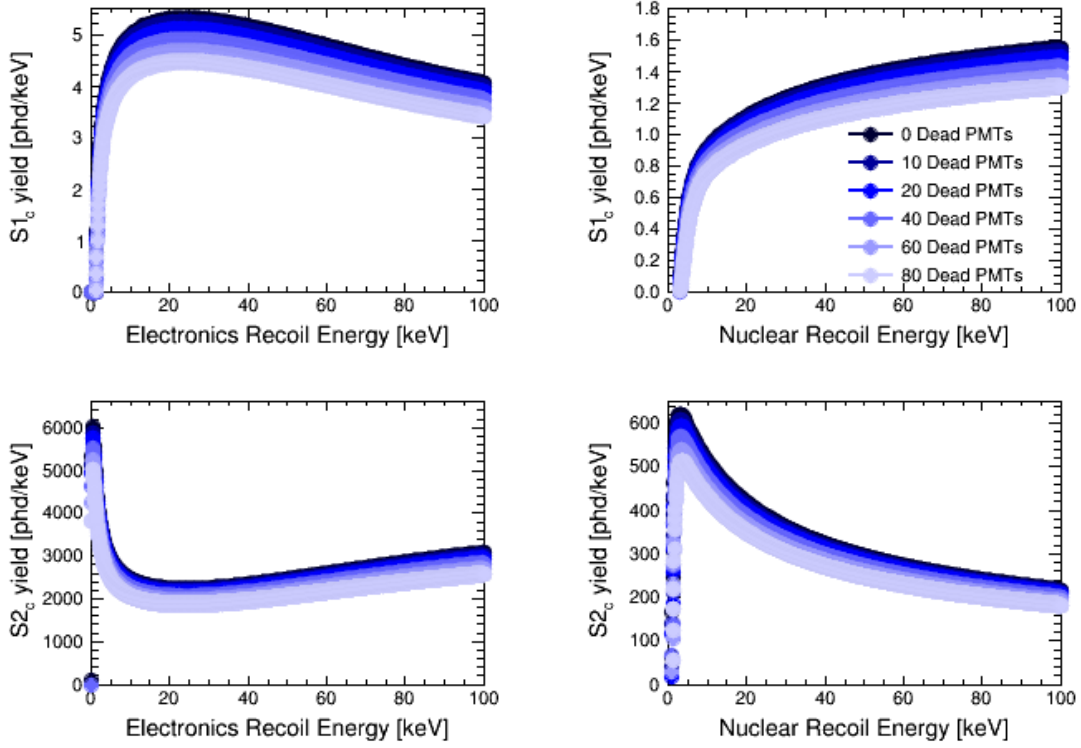 S1c yield [phd/keV]
5
4
3
2
1
0
0 20 40 60 80 100
Electronics Recoil Energy [keV]
S1c yield [phd/keV]
1.8
1.6
1.4
1.2
1.0
0.8
0.6
0.4
0.2
0.0
0 20 40 60 80 100
Nuclear Recoil Energy [keV]
0 Dead PMTs
10 Dead PMTs
20 Dead PMTs
40 Dead PMTs
60 Dead PMTs
80 Dead PMTs
S2c yield [phd/keV]
6000
5000
4000
3000
2000
1000
0
0 20 40 60 80 100
Electronics Recoil Energy [keV]
S2c yield [phd/keV]
600
500
400
300
200
100
0
0 20 40 60 80 100
Nuclear Recoil Energy [keV]